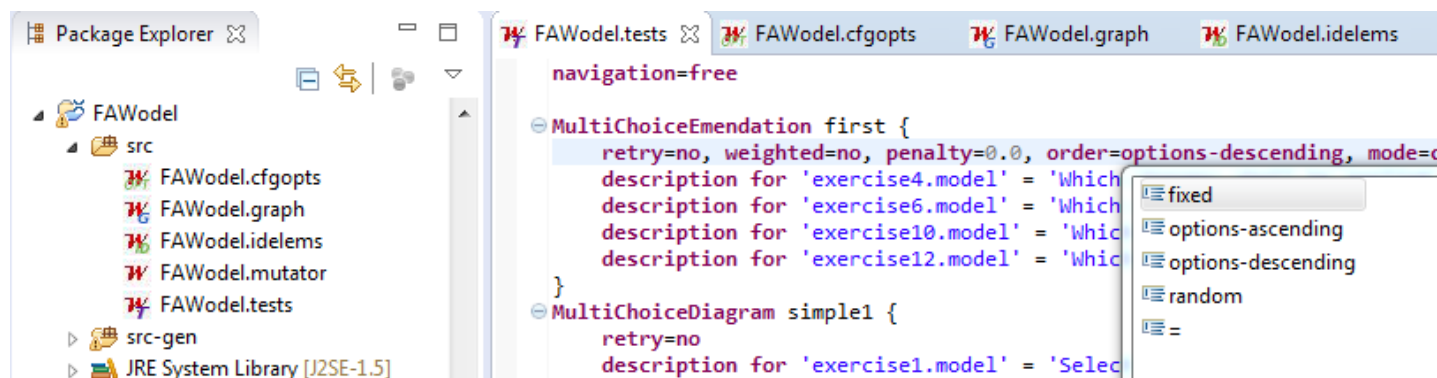 Package Explorer
FAWodel
src
FAWodel.cfgopts
FAWodel.graph
FAWodel.idelems
FAWodel.mutator
FAWodel.tests
src-gen
JRE System Library [J2SE-1.5]
FAWodel.tests FAWodel.cfgopts FAWodel.graph FAWodel.idelems
navigation=free
MultiChoiceEmendation first {
retry=no, weighted=no, penalty=0.0, order=options-descending, mode=
description for 'exercise4.model' = 'Which
description for 'exercise6.model' = 'Which
description for 'exercise10.model' = 'Whic
description for 'exercise12.model' = 'Whic
}
MultiChoiceDiagram simple1 {
retry=no
description for 'exercise1.model' = 'Selec
fixed
options-ascending
options-descending
random
=